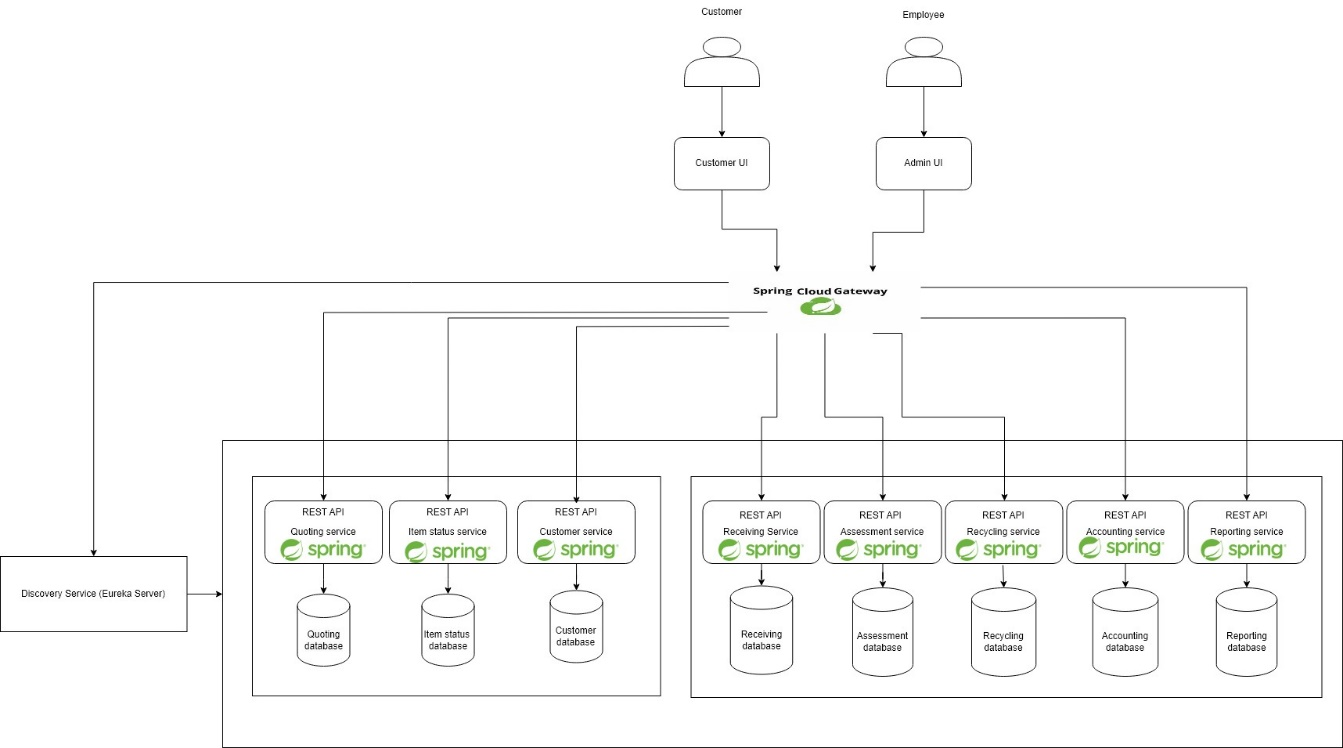 Customer
Employee
Customer UI
Admin UI
Spring Cloud Gateway
REST API
Quoting service
spring
REST API
Item status service
spring
REST API
Customer service
spring
REST API
Receiving Service
spring
REST API
Assessment service
spring
REST API
Recycling service
spring
REST API
Accounting service
spring
REST API
Reporting service
spring
Discovery Service (Eureka Server)
Quoting
database
Item status
database
Customer
database
Receiving
database
Assessment
database
Recycling
database
Accounting
database
Reporting
database